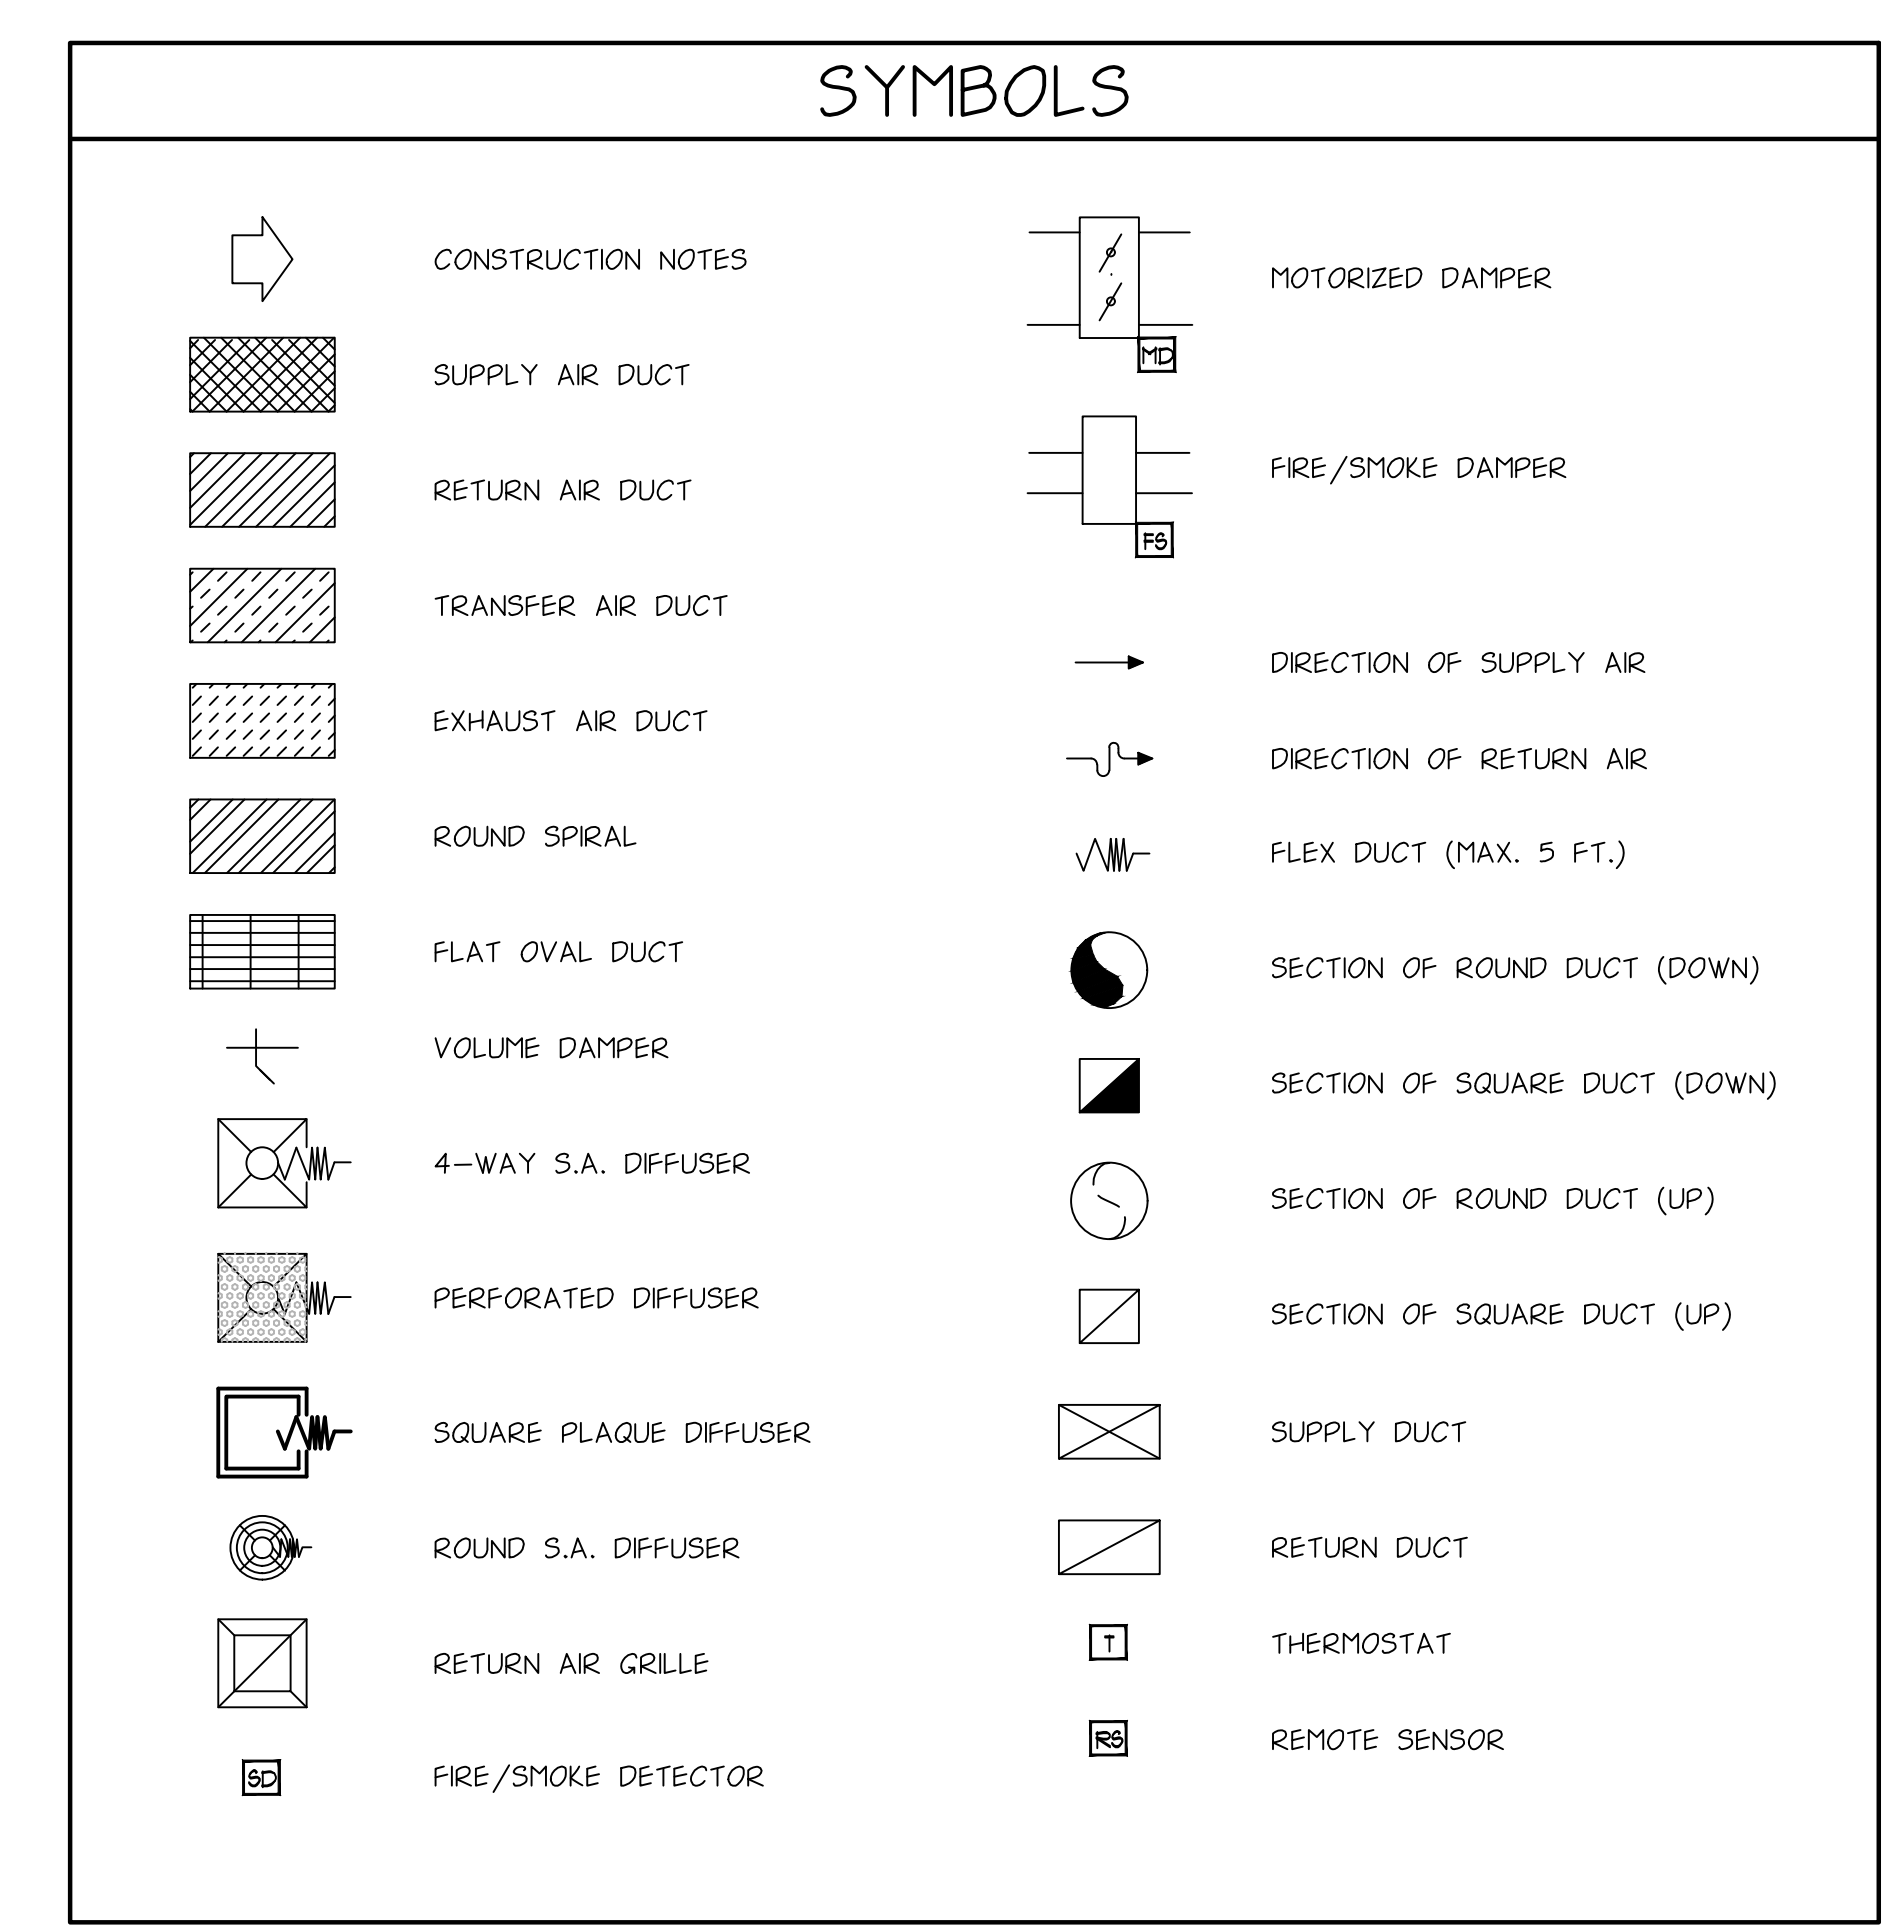 SYMBOLS
CONSTRUCTION NOTES
SUPPLY AIR DUCT
RETURN AIR DUCT
TRANSFER AIR DUCT
EXHAUST AIR DUCT
ROUND SPIRAL
FLAT OVAL DUCT
VOLUME DAMPER
4-WAY S.A. DIFFUSER
PERFORATED DIFFUSER
SQUARE PLAQUE DIFFUSER
ROUND S.A. DIFFUSER
RETURN AIR GRILLE
SD FIRE/SMOKE DETECTOR
MOTORIZED DAMPER
MD
FIRE/SMOKE DAMPER
FS
DIRECTION OF SUPPLY AIR
DIRECTION OF RETURN AIR
FLEX DUCT (MAX. 5 FT.)
SECTION OF ROUND DUCT (DOWN)
SECTION OF SQUARE DUCT (DOWN)
SECTION OF ROUND DUCT (UP)
SECTION OF SQUARE DUCT (UP)
SUPPLY DUCT
RETURN DUCT
T THERMOSTAT
RS REMOTE SENSOR